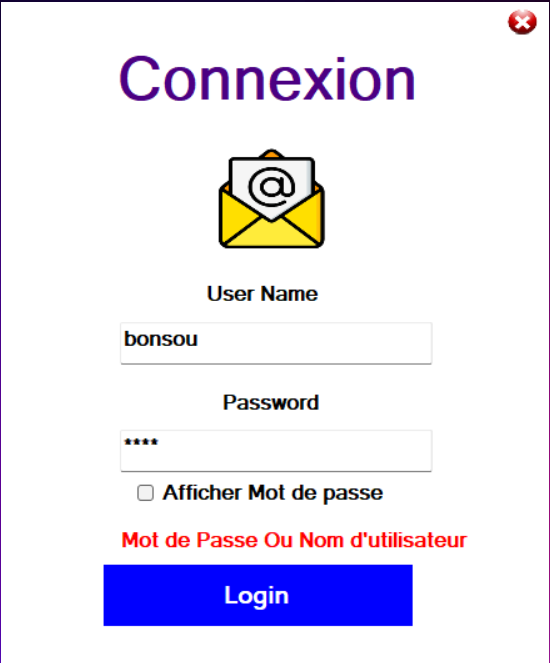 Connexion
@
User Name
bonsou
Password
****
Afficher Mot de passe
Mot de Passe Ou Nom d'utilisateur
Login